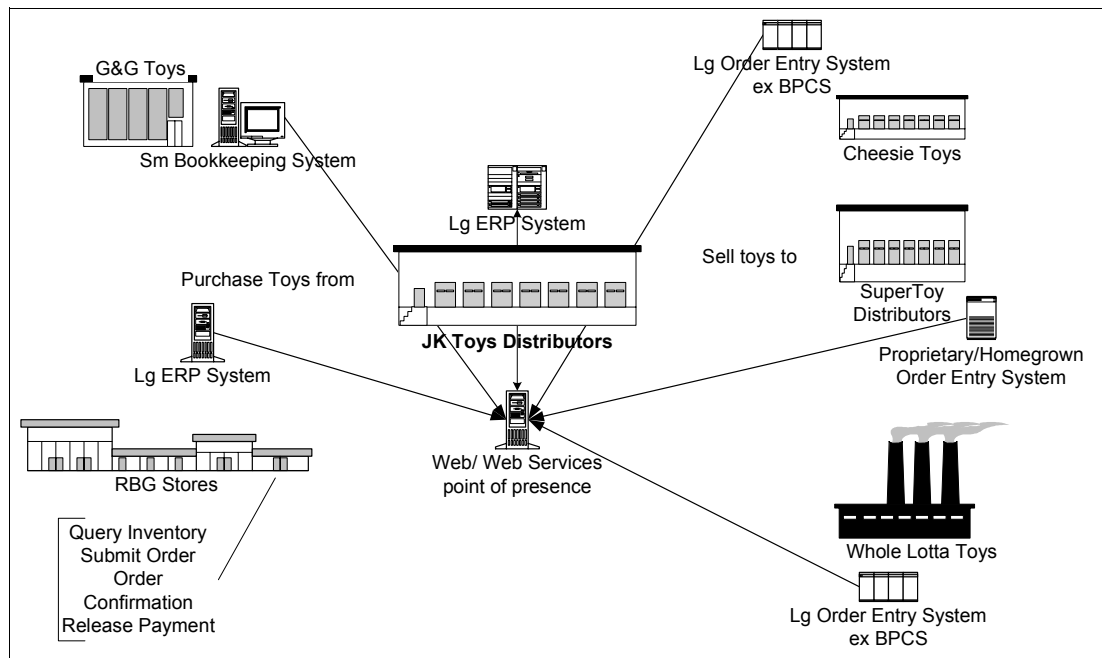 G&G Toys
Sm Bookkeeping System
Lg Order Entry System
ex BPCS
Cheesie Toys
Lg ERP System
Sell toys to
SuperToy
Distributors
Purchase Toys from
JK Toys Distributors
Proprietary/Homegrown
Order Entry System
Lg ERP System
Web/ Web Services
point of presence
RBG Stores
Query Inventory
Submit Order
Order
Confirmation
Release Payment
Whole Lotta Toys
Lg Order Entry System
ex BPCS